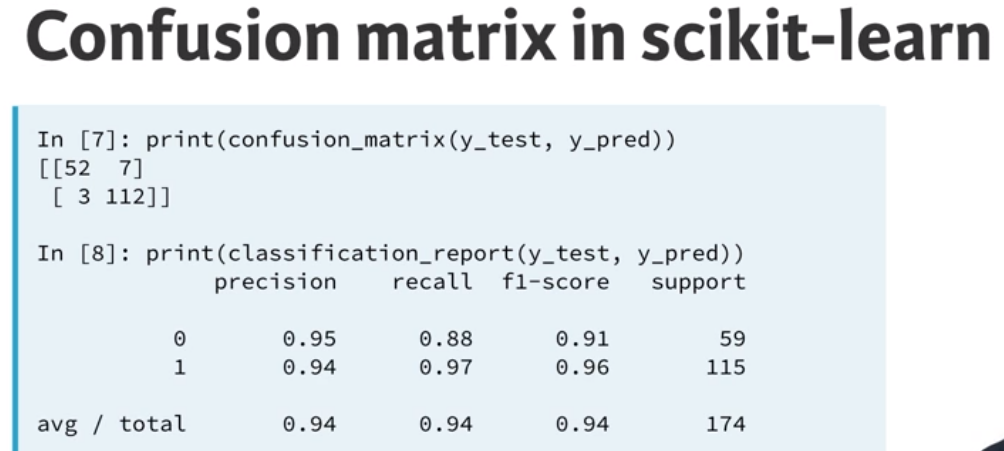 Confusion matrix in scikit-learn
In [7]: print(confusion_matrix(y_test, y_pred))
[[52 7]
[ 3 112]]
In [8]: print(classification_report(y_test, y_pred))
precision recall f1-score support
0 0.95 0.88 0.91 59
1 0.94 0.97 0.96 115
avg / total 0.94 0.94 0.94 174